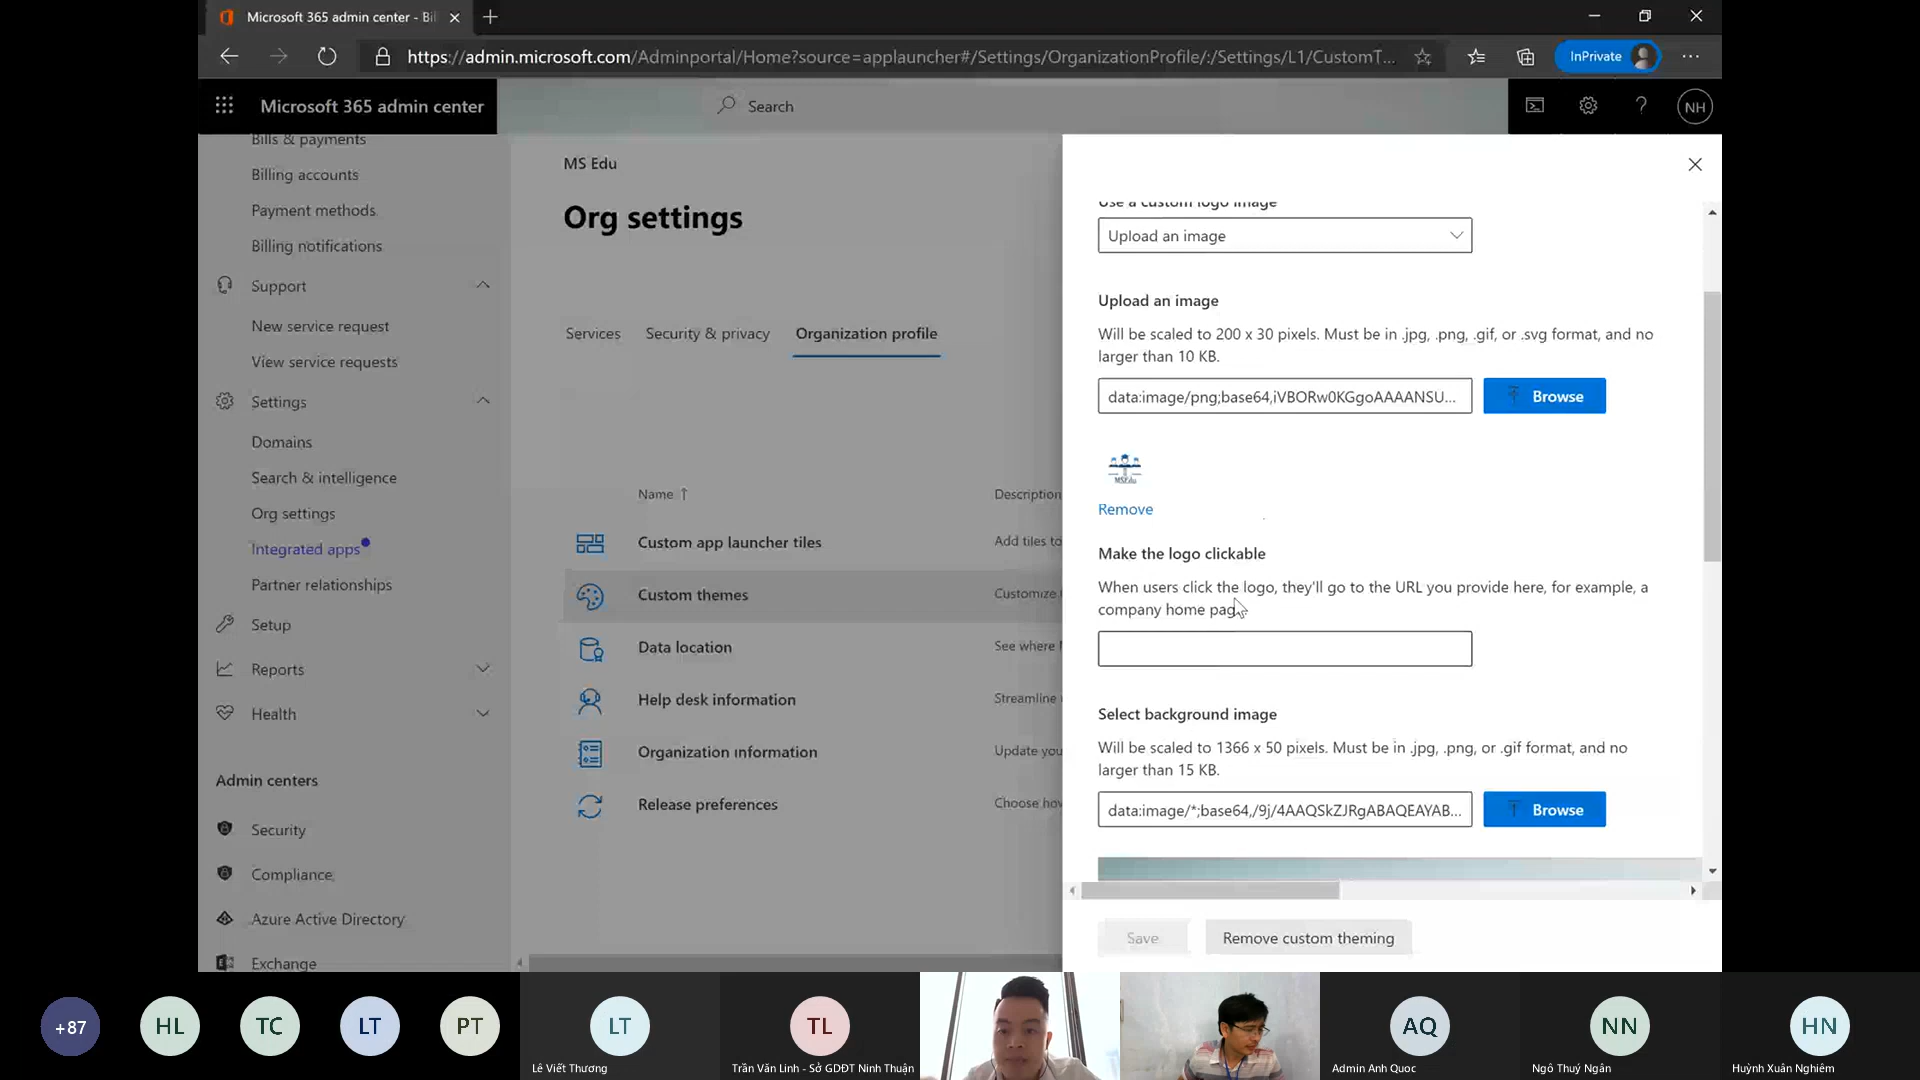 Microsoft 365 admin center - Bil
https://admin.microsoft.com/Adminportal/Home?source=applauncher#/Settings/OrganizationProfile/:/Settings/L1/CustomT...
InPrivate
Microsoft 365 admin center
Search
NH
Bills & payments
Billing accounts
Payment methods
Billing notifications
Support
New service request
View service requests
Settings
Domains
Search & intelligence
Org settings
Integrated apps
Partner relationships
Setup
Reports
Health
Admin centers
Security
Compliance
Azure Active Directory
Exchange
MS Edu
Org settings
Services
Security & privacy
Organization profile
Name ↑
Description
Custom app launcher tiles
Add tiles to
Custom themes
Customize
Data location
See where
Help desk information
Streamline
Organization information
Update you
Release preferences
Choose how
Use a custom logo image
Upload an image
Upload an image
Will be scaled to 200 x 30 pixels. Must be in .jpg, .png, .gif, or .svg format, and no
larger than 10 KB.
data:image/png;base64,iVBORw0KGgoAAAANSU...
Browse
MSEdu
Remove
Make the logo clickable
When users click the logo, they'll go to the URL you provide here, for example, a
company home pag
Select background image
Will be scaled to 1366 x 50 pixels. Must be in .jpg, .png, or .gif format, and no
larger than 15 KB.
data:image/*;base64,/9j/4AAQSkZJRgABAQEAYAB...
Browse
Save
Remove custom theming
+87
HL
TC
LT
PT
LT
Lê Viết Thương
TL
Trần Văn Linh - Sở GDĐT Ninh Thuận
AQ
Admin Anh Quoc
NN
Ngô Thuý Ngân
HN
Huỳnh Xuân Nghiêm